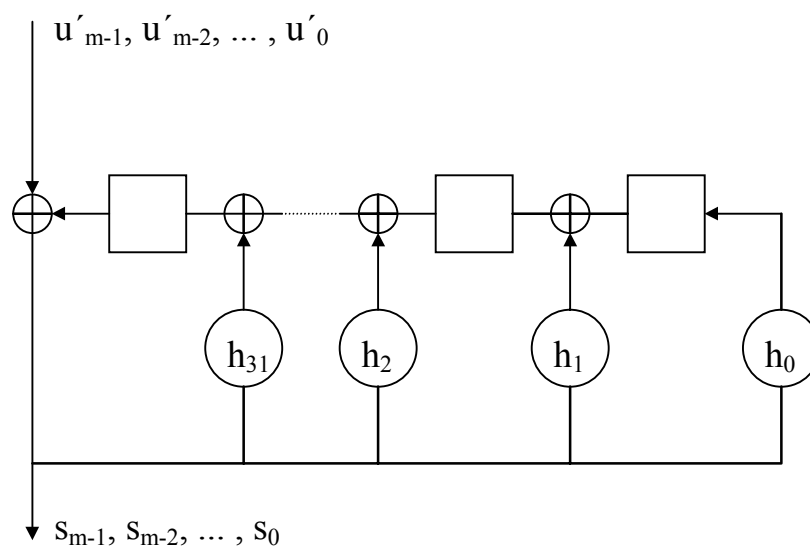 u´m-1, u´m-2, ... , u´0
h31 h2 h1 h0
sm-1, sm-2, ... , s0